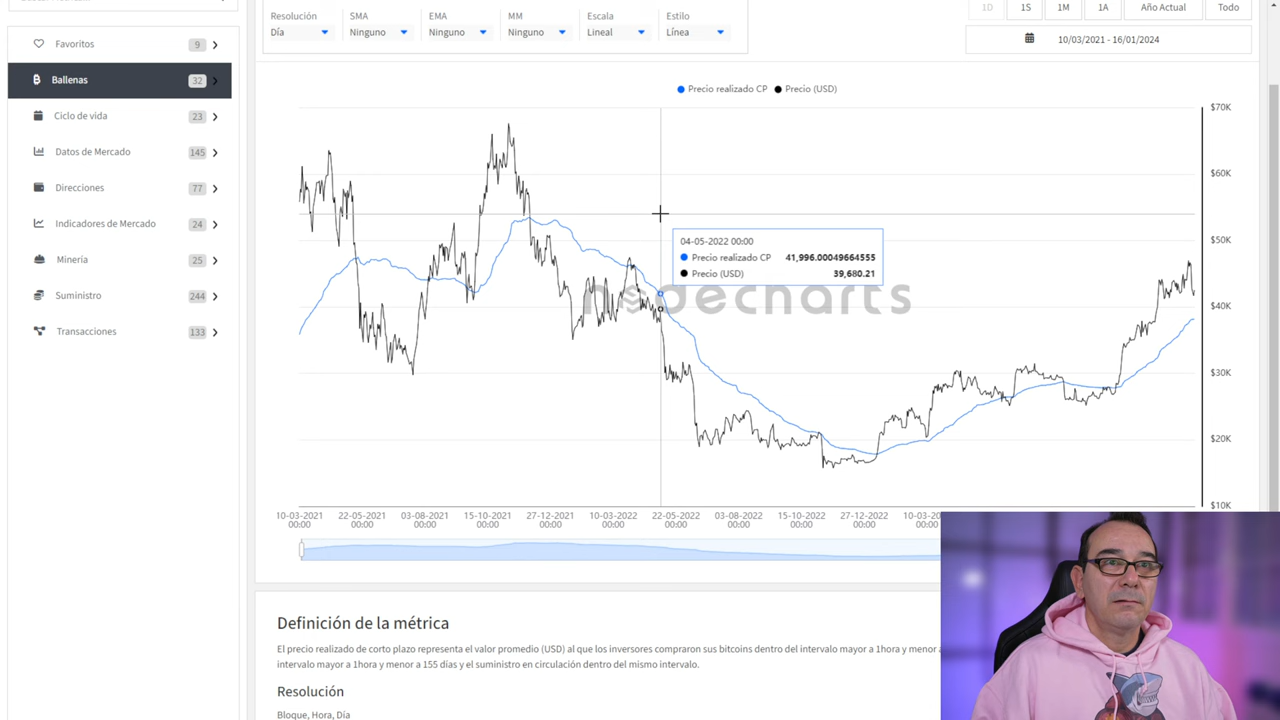 Resolución SMA EMA MM Escala Estilo
Día Ninguno Ninguno Ninguno Lineal Línea
1D 1S 1M 1A Año Actual Todo
10/03/2021 - 16/01/2024
Favoritos 9
Ballenas 32
Ciclo de vida 23
Datos de Mercado 145
Direcciones 77
Indicadores de Mercado 24
Minería 25
Suministro 244
Transacciones 133
Precio realizado CP Precio (USD)
$70K
$60K
$50K
$40K
$30K
$20K
$10K
04-05-2022 00:00
Precio realizado CP 41,996.00049664555
Precio (USD) 39,680.21
nodecharts
10-03-2021 22-05-2021 03-08-2021 15-10-2021 27-12-2021 10-03-2022 22-05-2022 03-08-2022 15-10-2022 27-12-2022 10-03-
00:00 00:00 00:00 00:00 00:00 00:00 00:00 00:00 00:00 00:00
Definición de la métrica
El precio realizado de corto plazo representa el valor promedio (USD) al que los inversores compraron sus bitcoins dentro del intervalo mayor a 1hora y menor a
intervalo mayor a 1hora y menor a 155 días y el suministro en circulación dentro del mismo intervalo.
Resolución
Bloque, Hora, Día